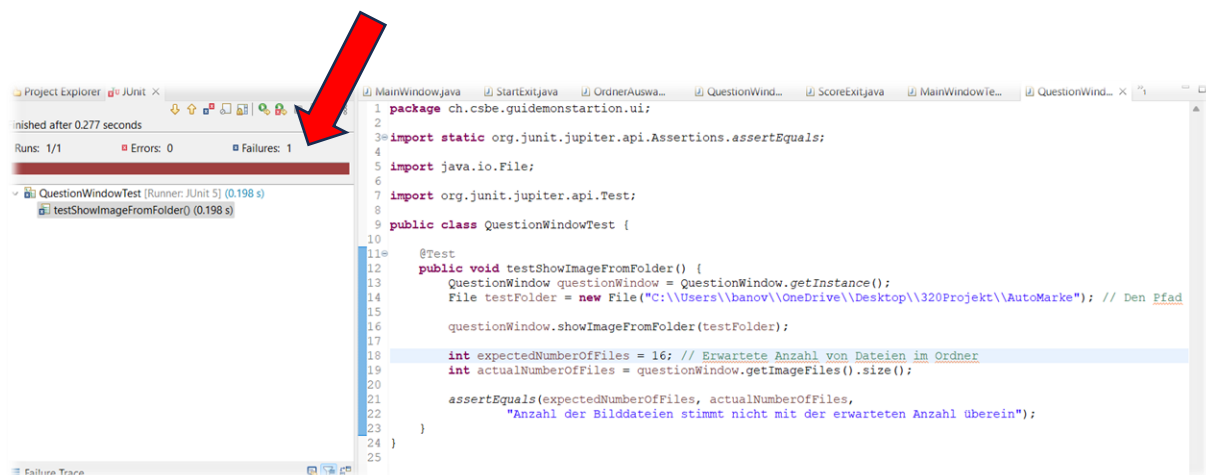 Project Explorer JUnit ×
inished after 0.277 seconds
Runs: 1/1 Errors: 0 Failures: 1
QuestionWindowTest [Runner: JUnit 5] (0.198 s)
testShowImageFromFolder() (0.198 s)
Failure Trace
MainWindow.java StartExit.java OrdnerAuswa... QuestionWind... ScoreExit.java MainWindowTe... QuestionWind... × "1
1 package ch.csbe.guidemonstartion.ui;
2
3 import static org.junit.jupiter.api.Assertions.assertEquals;
4
5 import java.io.File;
6
7 import org.junit.jupiter.api.Test;
8
9 public class QuestionWindowTest {
10
11 @Test
12 public void testShowImageFromFolder() {
13 QuestionWindow questionWindow = QuestionWindow.getInstance();
14 File testFolder = new File("C:\\Users\\banov\\OneDrive\\Desktop\\320Projekt\\AutoMarke"); // Den Pfad
15
16 questionWindow.showImageFromFolder(testFolder);
17
18 int expectedNumberOfFiles = 16; // Erwartete Anzahl von Dateien im Ordner
19 int actualNumberOfFiles = questionWindow.getImageFiles().size();
20
21 assertEquals(expectedNumberOfFiles, actualNumberOfFiles,
22 "Anzahl der Bilddateien stimmt nicht mit der erwarteten Anzahl überein");
23 }
24 }
25